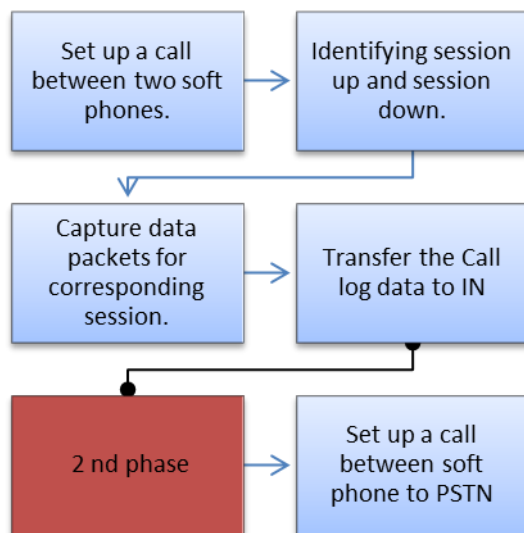 Set up a call
between two soft
phones.
Identifying session
up and session
down.
Capture data
packets for
corresponding
session.
Transfer the Call
log data to IN
2 nd phase
Set up a call
between soft
phone to PSTN